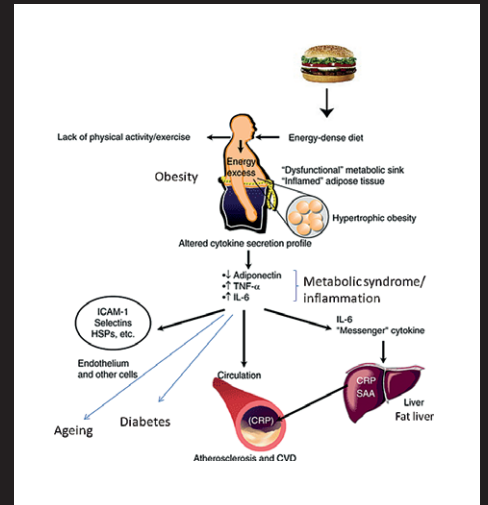 Lack of physical activity/exercise
Energy-dense diet
Energy
excess
Obesity
"Dysfunctional" metabolic sink
"Inflamed" adipose tissue
Hypertrophic obesity
Altered cytokine secretion profile
•↓ Adiponectin
•↑ TNF-α
•↑ IL-6
Metabolic syndrome/
inflammation
ICAM-1
Selectins
HSPs, etc.
Endothelium
and other cells
IL-6
"Messenger" cytokine
Circulation
CRP
SAA
Liver
Fat liver
(CRP)
Diabetes
Ageing
Atherosclerosis and CVD